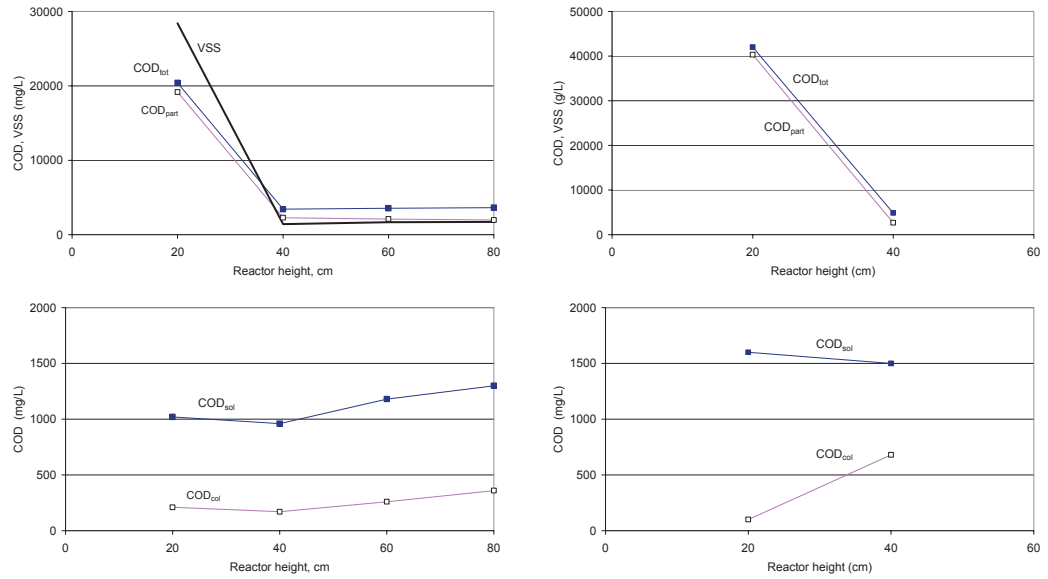 30000
VSS
COD, VSS (mg/L)
CODtot
20000
CODpart
10000
0
0 20 40 60 80
Reactor height, cm
50000
40000
CODtot
COD, VSS (g/L)
30000
CODpart
20000
10000
0
0 20 40 60
Reactor height (cm)
2000
1500
COD (mg/L)
CODsol
1000
500
CODcol
0
0 20 40 60 80
Reactor height, cm
2000
CODsol
1500
COD (mg/L)
1000
CODcol
500
0
0 20 40 60
Reactor height (cm)